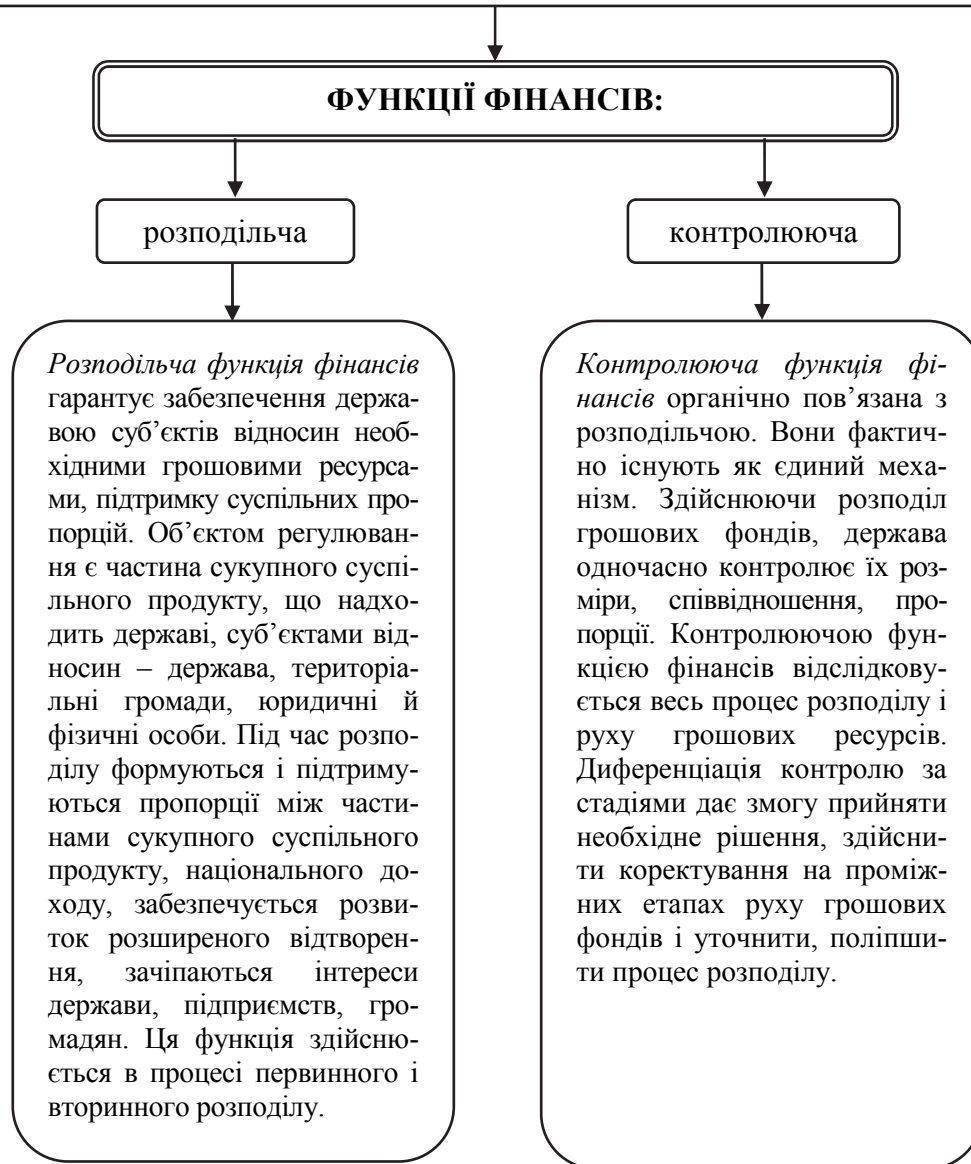 ФУНКЦІЇ ФІНАНСІВ:
розподільча
контролююча
Розподільча функція фінансів
гарантує забезпечення держа-
вою суб’єктів відносин необ-
хідними грошовими ресурса-
ми, підтримку суспільних про-
порцій. Об’єктом регулюван-
ня є частина сукупного суспі-
льного продукту, що надхо-
дить державі, суб’єктами від-
носин – держава, територіа-
льні громади, юридичні й
фізичні особи. Під час розпо-
ділу формуються і підтриму-
ються пропорції між части-
нами сукупного суспільного
продукту, національного до-
ходу, забезпечується розви-
ток розширеного відтворен-
ня, зачіпаються інтереси
держави, підприємств, гро-
мадян. Ця функція здійсню-
ється в процесі первинного і
вторинного розподілу.
Контролююча функція фі-
нансів органічно пов’язана з
розподільчою. Вони фактич-
но існують як єдиний меха-
нізм. Здійснюючи розподіл
грошових фондів, держава
одночасно контролює їх роз-
міри, співвідношення, про-
порції. Контролюючою фун-
кцією фінансів відслідкову-
ється весь процес розподілу і
руху грошових ресурсів.
Диференціація контролю за
стадіями дає змогу прийняти
необхідне рішення, здійсни-
ти коректування на проміж-
них етапах руху грошових
фондів і уточнити, поліпши-
ти процес розподілу.